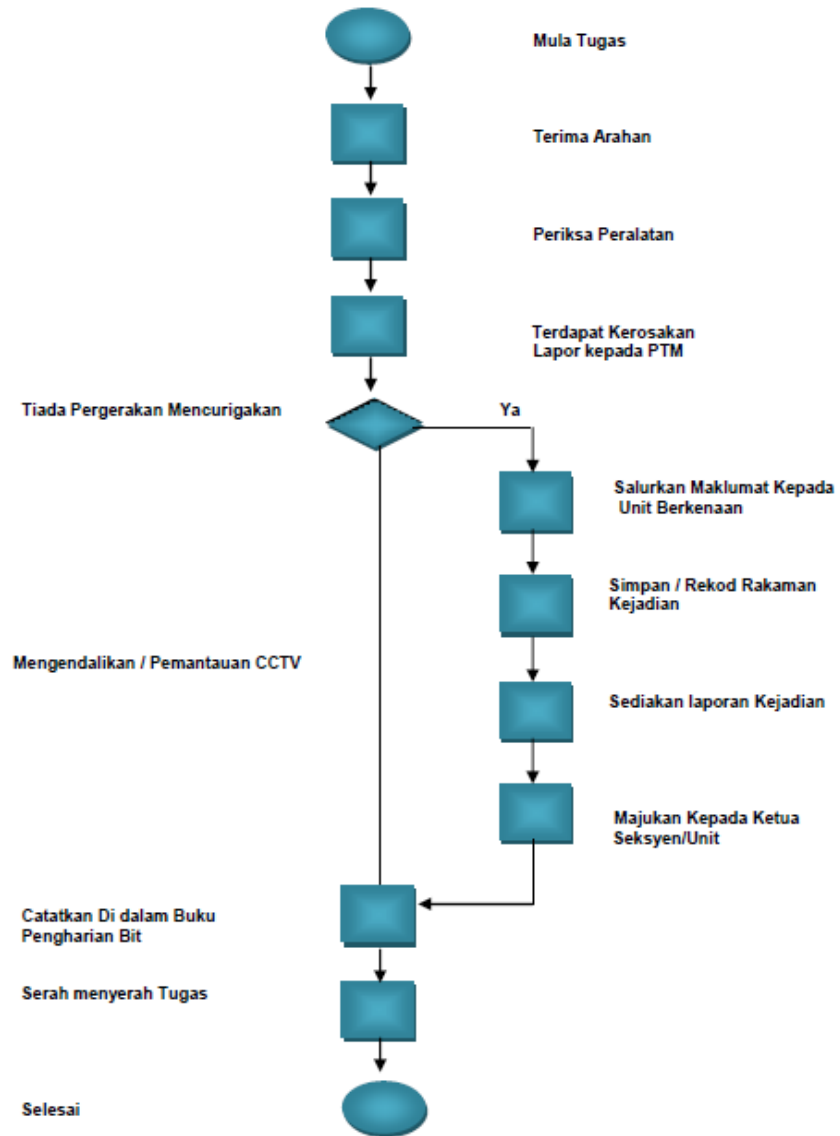 Mula Tugas
Terima Arahan
Periksa Peralatan
Terdapat Kerosakan
Lapor kepada PTM
Tiada Pergerakan Mencurigakan
Ya
Salurkan Maklumat Kepada
Unit Berkenaan
Simpan / Rekod Rakaman
Kejadian
Mengendalikan / Pemantauan CCTV
Sediakan laporan Kejadian
Majukan Kepada Ketua
Seksyen/Unit
Catatkan Di dalam Buku
Pengharian Bit
Serah menyerah Tugas
Selesai